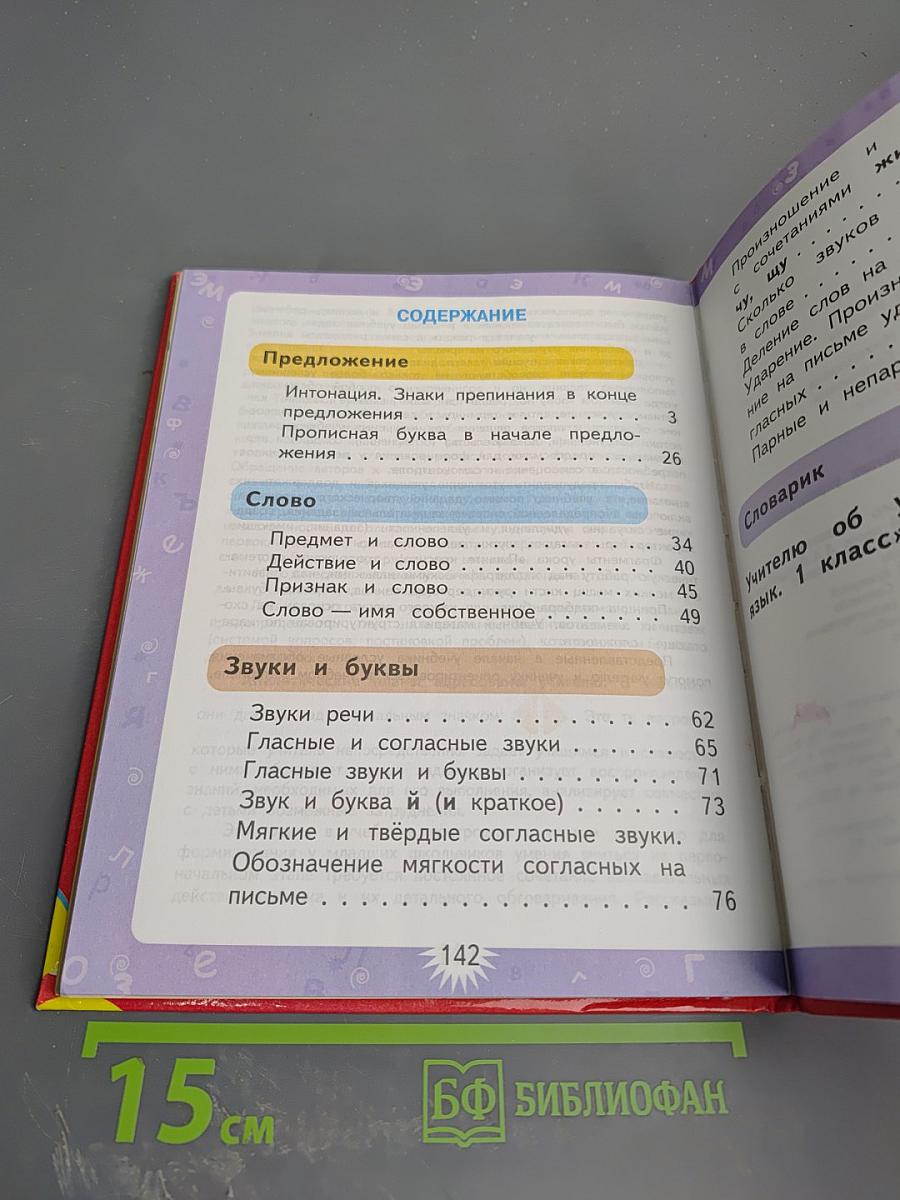 СОДЕРЖАНИЕ
Предложение
Интонация. Знаки препинания в конце
предложения . . . . . . . . . . . . . . . . . 3
Прописная буква в начале предло-
жения . . . . . . . . . . . . . . . . . . . . . 26
Слово
Предмет и слово . . . . . . . . . . . . . 34
Действие и слово . . . . . . . . . . . . . 40
Признак и слово . . . . . . . . . . . . . 45
Слово — имя собственное . . . . . . . . 49
Звуки и буквы
Звуки речи . . . . . . . . . . . . . . . . 62
Гласные и согласные звуки . . . . . . 65
Гласные звуки и буквы . . . . . . . . . 71
Звук и буква й (и краткое) . . . . . . 73
Мягкие и твёрдые согласные звуки.
Обозначение мягкости согласных на
письме . . . . . . . . . . . . . . . . . . . 76
142
Произношение и
с сочетаниями
чу, щу . . . . . .
Сколько звуков
в слове . . . . . .
Деление слов на
Ударение.
ние на письме
гласных . . . . . .
Парные и
Словарик
Учителю об
язык. 1 класс»
15 см
БФ БИБЛИОФАН